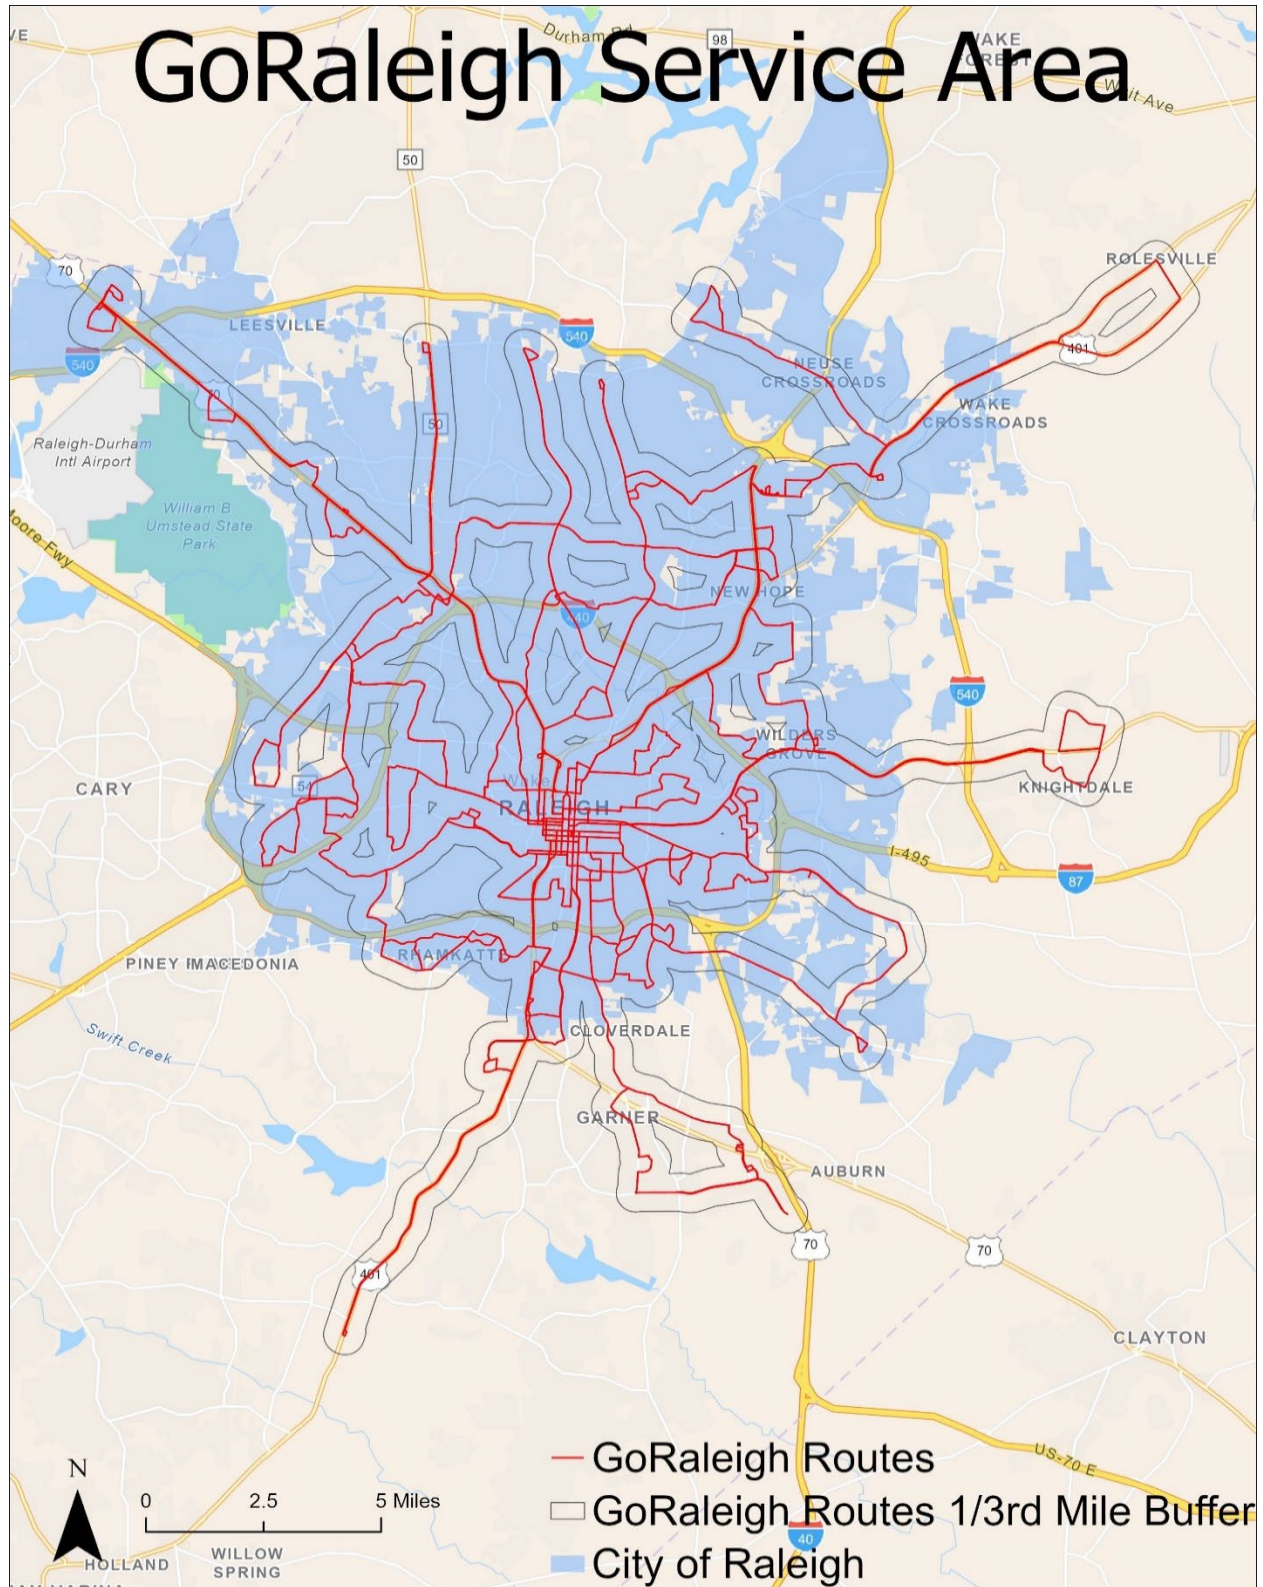 GoRaleigh Service Area
Durham Rd
98
WAKE
FOREST
Wait Ave
50
70
ROLESVILLE
LEESVILLE
540
540
401
NEUSE
CROSSROADS
70
50
WAKE
CROSSROADS
Raleigh-Durham
Intl Airport
William B
Umstead State
Park
Moore Fwy
NEW HOPE
440
540
WILDERS
GROVE
54
Wake
CARY
RALEIGH
KNIGHTDALE
I-495
87
RHAMKATTE
PINEY
MACEDONIA
Swift Creek
CLOVERDALE
GARNER
AUBURN
70
70
401
CLAYTON
US-70 E
N
0 2.5 5 Miles
GoRaleigh Routes
GoRaleigh Routes 1/3rd Mile Buffer
City of Raleigh
40
HOLLAND
WILLOW
SPRING